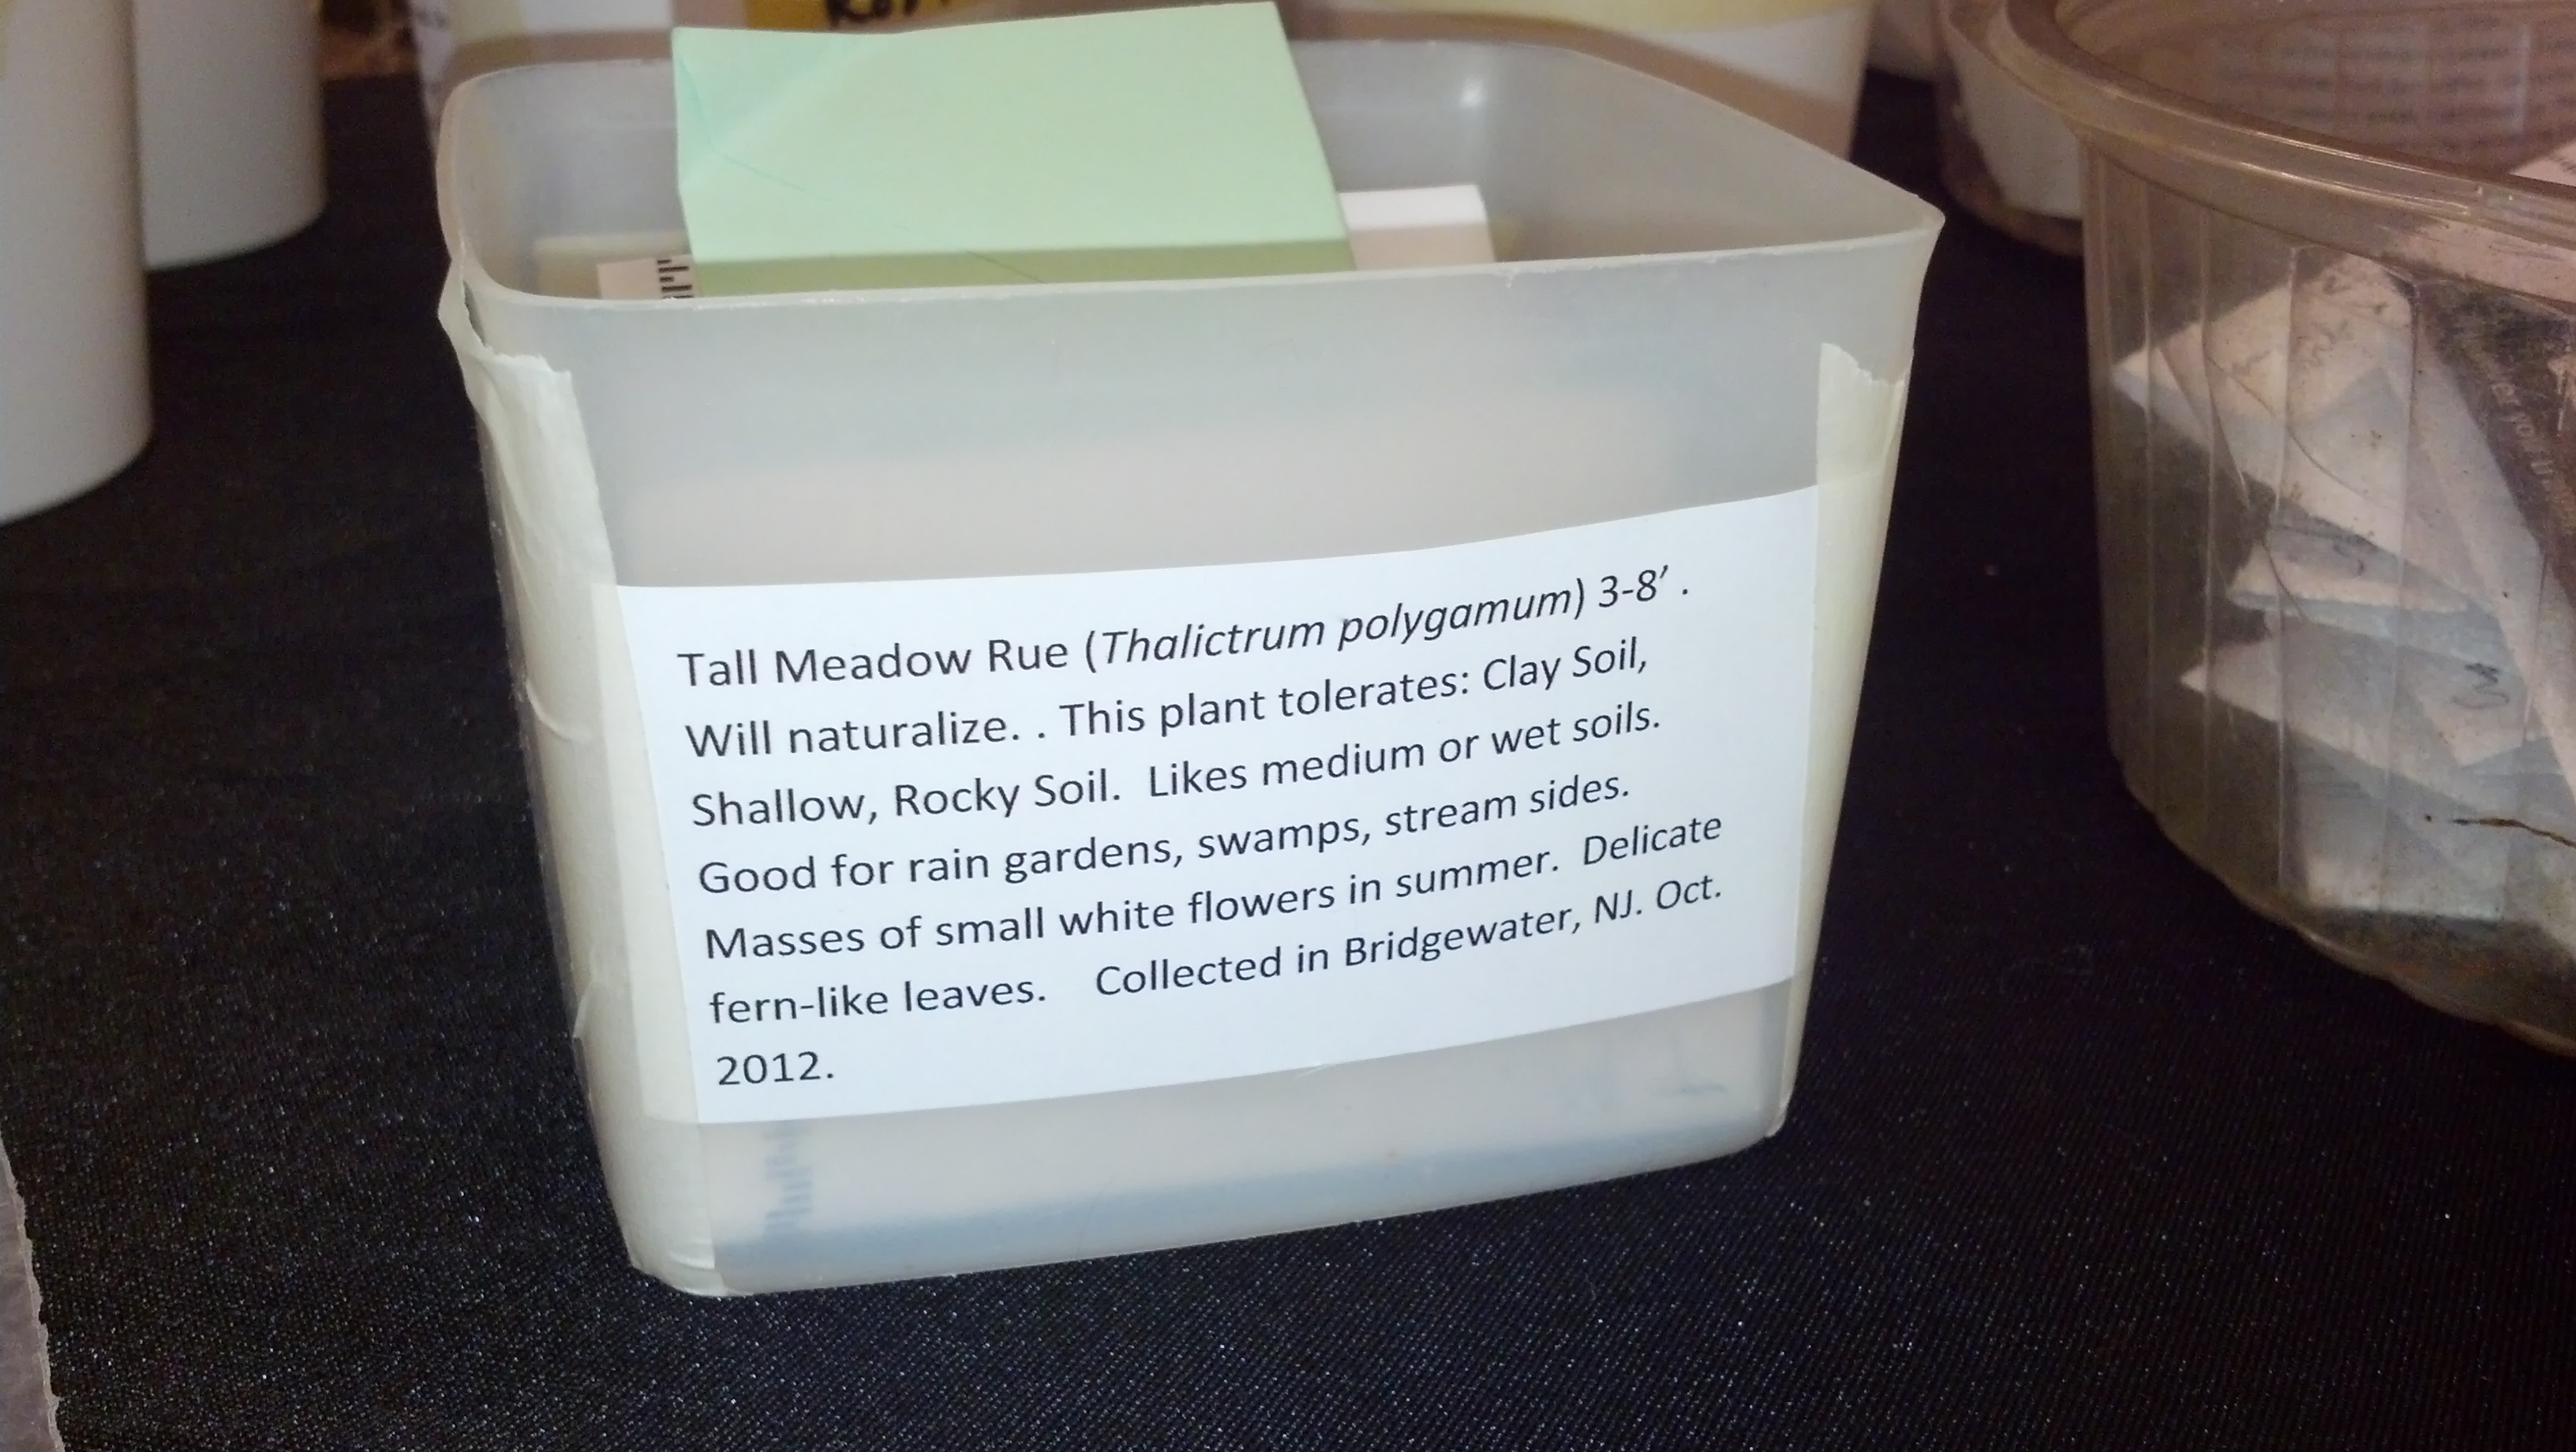 Tall Meadow Rue (Thalictrum polygamum) 3-8’ .
Will naturalize. . This plant tolerates: Clay Soil,
Shallow, Rocky Soil.  Likes medium or wet soils.
Good for rain gardens, swamps, stream sides.
Masses of small white flowers in summer.  Delicate
fern-like leaves.    Collected in Bridgewater, NJ. Oct.
2012.